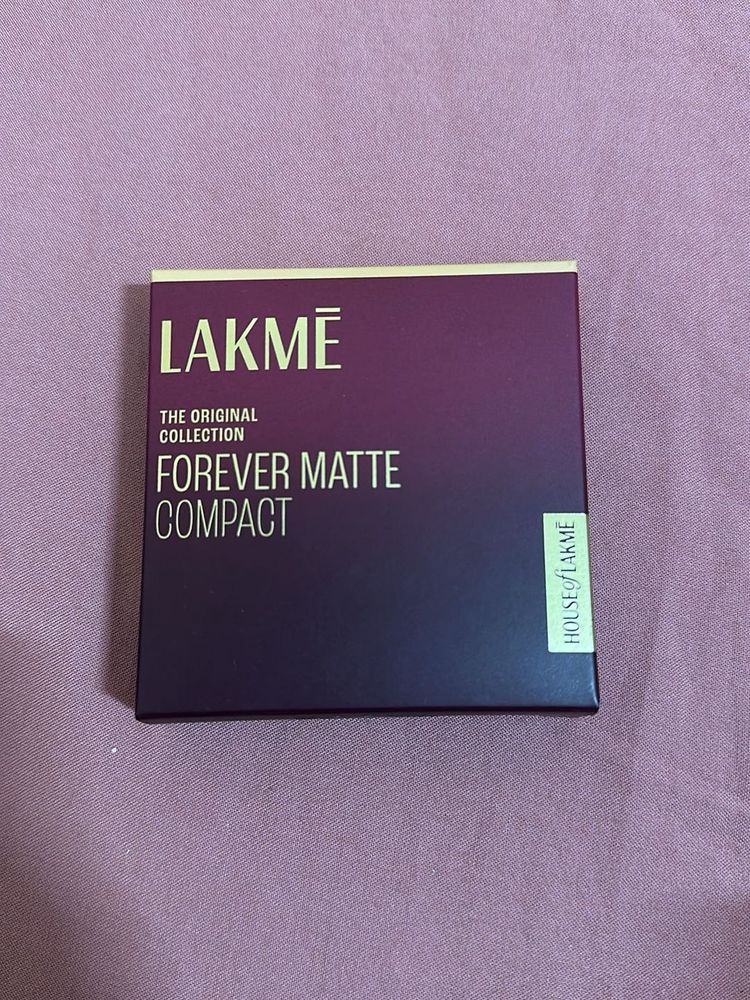 LAKMĒ
THE ORIGINAL
COLLECTION
FOREVER MATTE
COMPACT
HOUSE of LAKMĒ